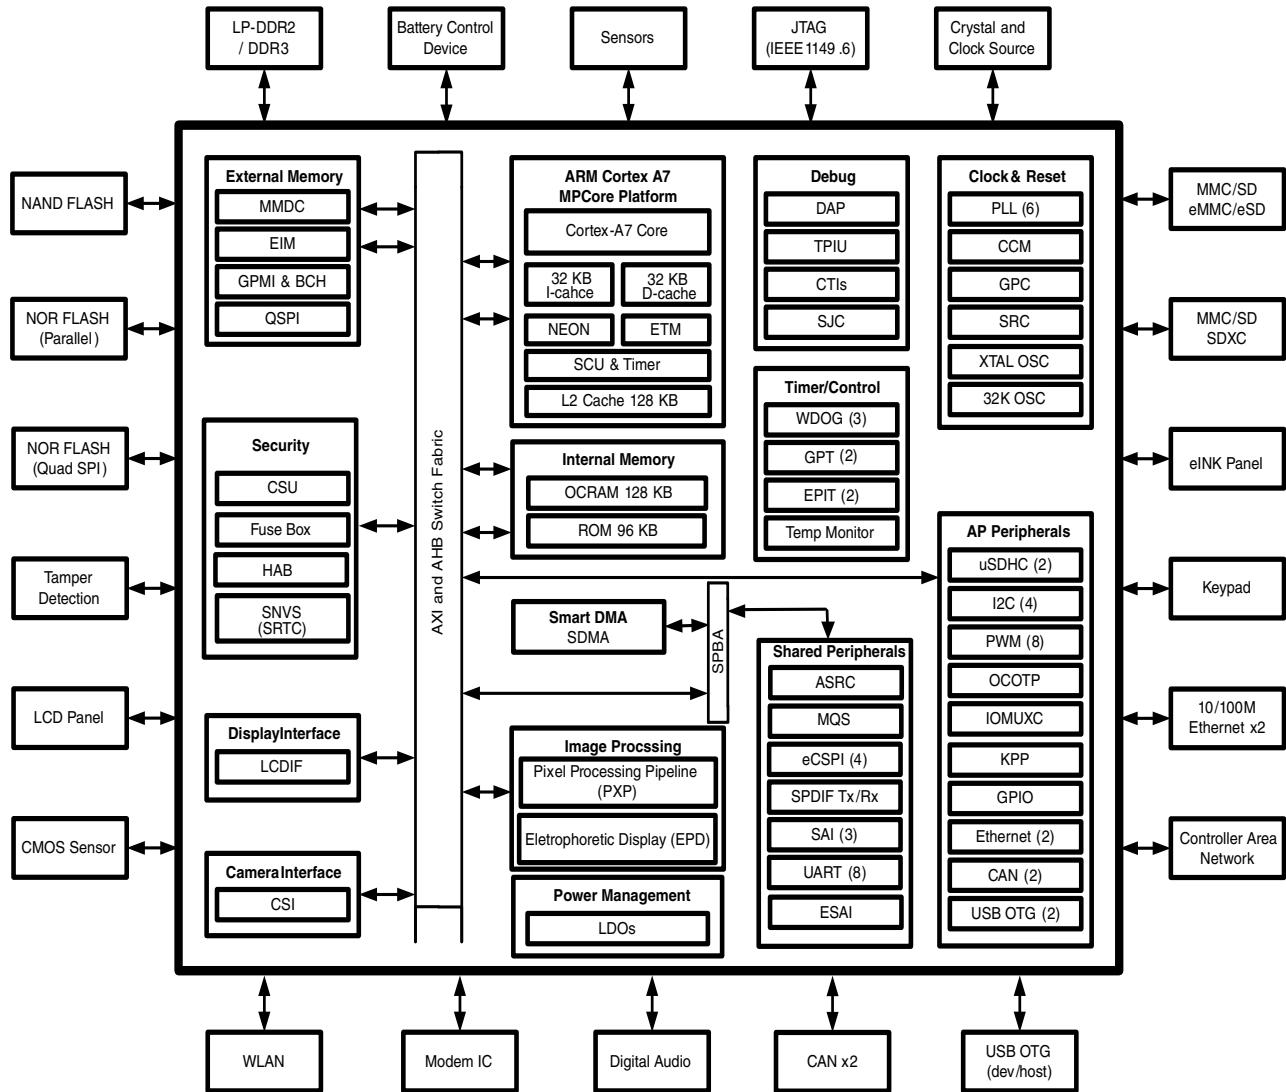 LP-DDR2
/ DDR3
Battery Control
Device
Sensors
JTAG
(IEEE1149 .6)
Crystal and
Clock Source
NAND FLASH
NOR FLASH
(Parallel)
NOR FLASH
(Quad SPI)
Tamper
Detection
LCD Panel
CMOS Sensor
External Memory
MMDC
EIM
GPMI & BCH
QSPI
Security
CSU
Fuse Box
HAB
SNVS
(SRTC)
DisplayInterface
LCDIF
CameraInterface
CSI
AXI and AHB Switch Fabric
ARM Cortex A7
MPCore Platform
Cortex-A7 Core
32 KB
I-cahce
32 KB
D-cache
NEON
ETM
SCU & Timer
L2 Cache 128 KB
Internal Memory
OCRAM 128 KB
ROM 96 KB
Smart DMA
SDMA
SPBA
Image Procssing
Pixel Processing Pipeline
(PXP)
Eletrophoretic Display (EPD)
Power Management
LDOs
Debug
DAP
TPIU
CTIs
SJC
Timer/Control
WDOG (3)
GPT (2)
EPIT (2)
Temp Monitor
Shared Peripherals
ASRC
MQS
eCSPI (4)
SPDIF Tx/Rx
SAI (3)
UART (8)
ESAI
Clock & Reset
PLL (6)
CCM
GPC
SRC
XTAL OSC
32K OSC
AP Peripherals
uSDHC (2)
I2C (4)
PWM (8)
OCOTP
IOMUXC
KPP
GPIO
Ethernet (2)
CAN (2)
USB OTG (2)
MMC/SD
eMMC/eSD
MMC/SD
SDXC
eINK Panel
Keypad
10/100M
Ethernet x2
Controller Area
Network
WLAN
Modem IC
Digital Audio
CAN x2
USB OTG
(dev/host)